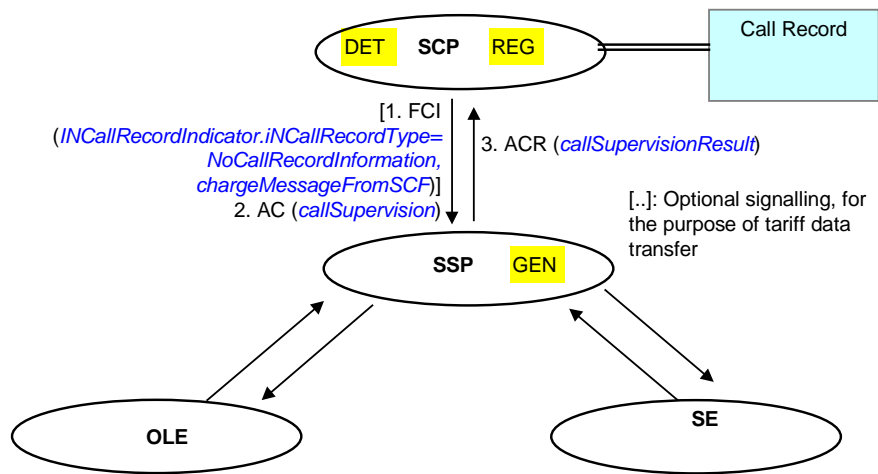 DET SCP REG
Call Record
[1. FCI
(INCallRecordIndicator.iNCallRecordType=
NoCallRecordInformation,
chargeMessageFromSCF)]
2. AC (callSupervision)
3. ACR (callSupervisionResult)
[..]: Optional signalling, for
the purpose of tariff data
transfer
SSP GEN
OLE
SE